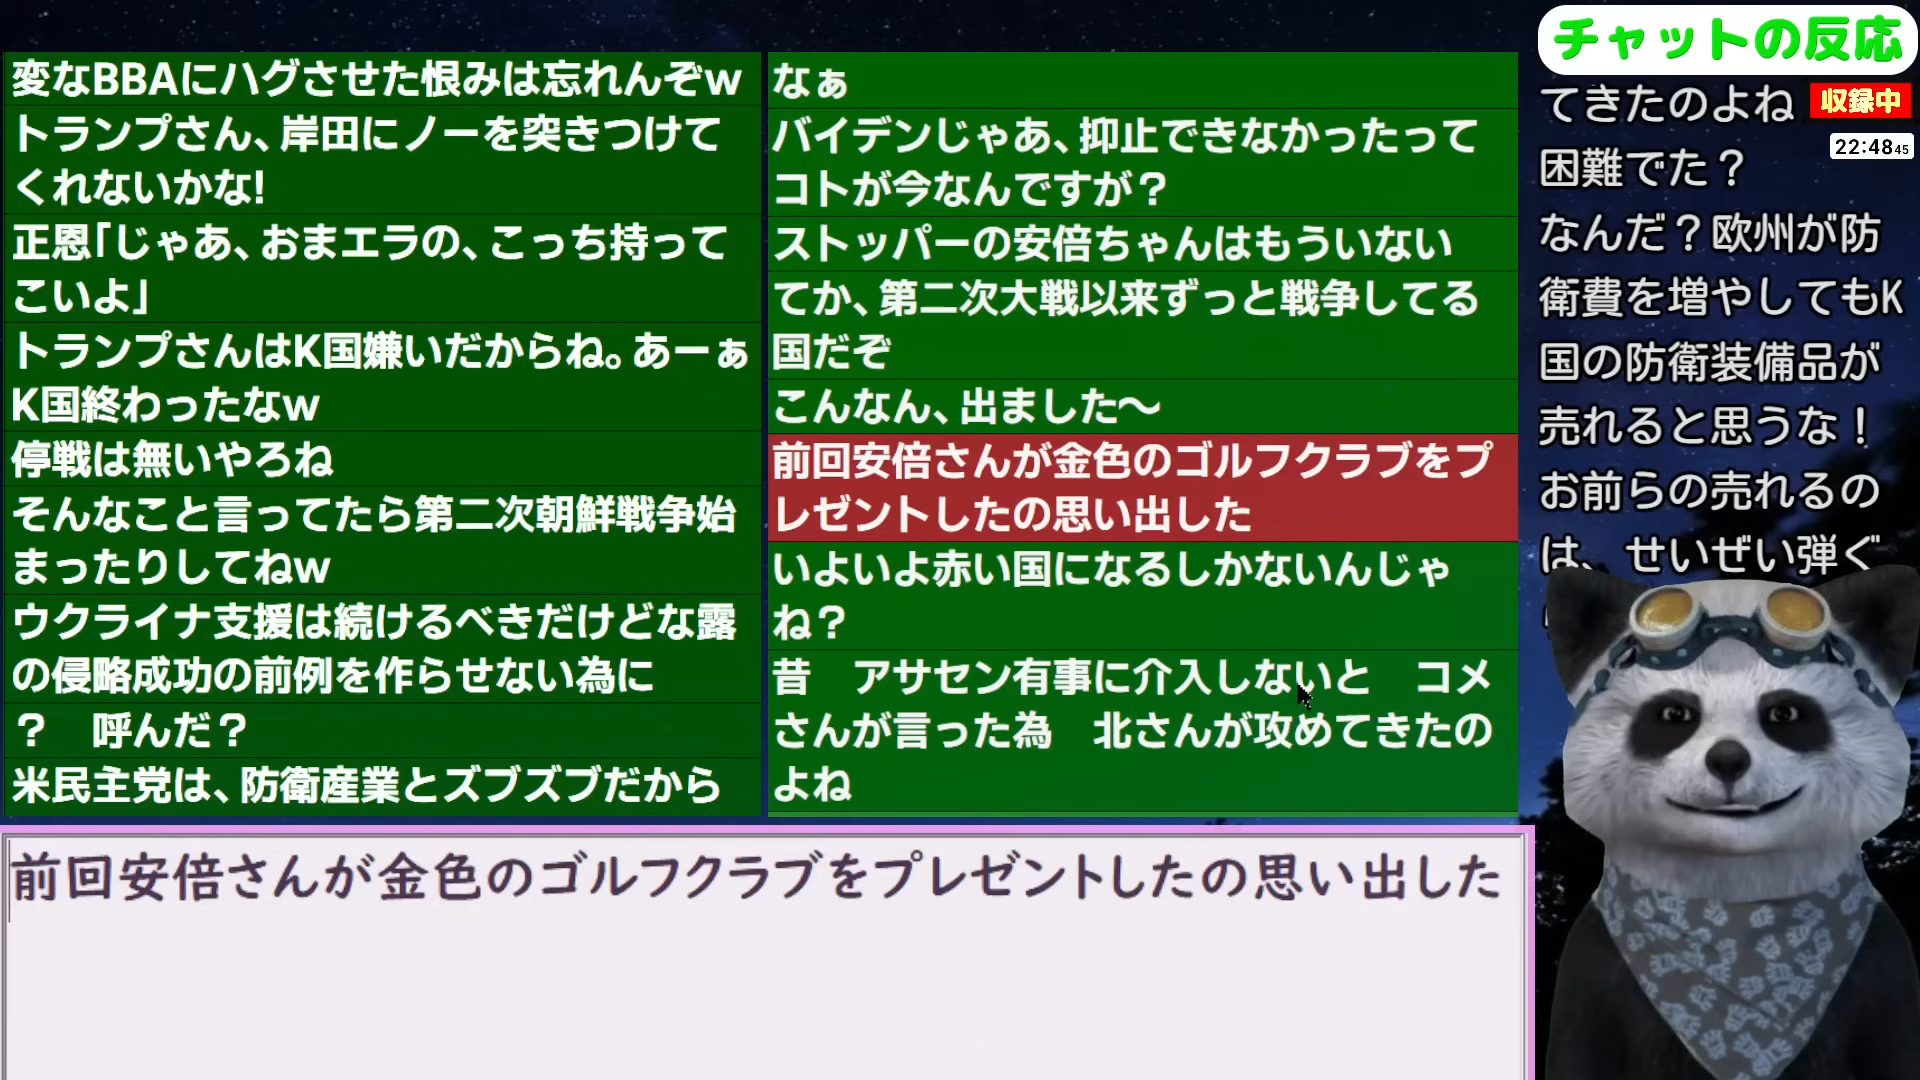 変なBBAにハグさせた恨みは忘れんぞw
トランプさん、岸田にノーを突きつけて
くれないかな!
正恩「じゃあ、おまエラの、こっち持って
こいよ」
トランプさんはK国嫌いだからね。あーぁ
K国終わったなw
停戦は無いやろね
そんなこと言ってたら第二次朝鮮戦争始
まったりしてねw
ウクライナ支援は続けるべきだけどな露
の侵略成功の前例を作らせない為に
？　呼んだ？
米民主党は、防衛産業とズブズブだから
なぁ
バイデンじゃあ、抑止できなかったって
コトが今なんですが？
ストッパーの安倍ちゃんはもういない
てか、第二次大戦以来ずっと戦争してる
国だぞ
こんなん、出ました〜
前回安倍さんが金色のゴルフクラブをプ
レゼントしたの思い出した
いよいよ赤い国になるしかないんじゃ
ね？
昔　アサセン有事に介入しないと　コメ
さんが言った為　北さんが攻めてきたの
よね
チャットの反応
てきたのよね
収録中
22:48 45
困難でた？
なんだ？欧州が防
衛費を増やしてもK
国の防衛装備品が
売れると思うな！
お前らの売れるの
は、せいぜい弾ぐ
前回安倍さんが金色のゴルフクラブをプレゼントしたの思い出した